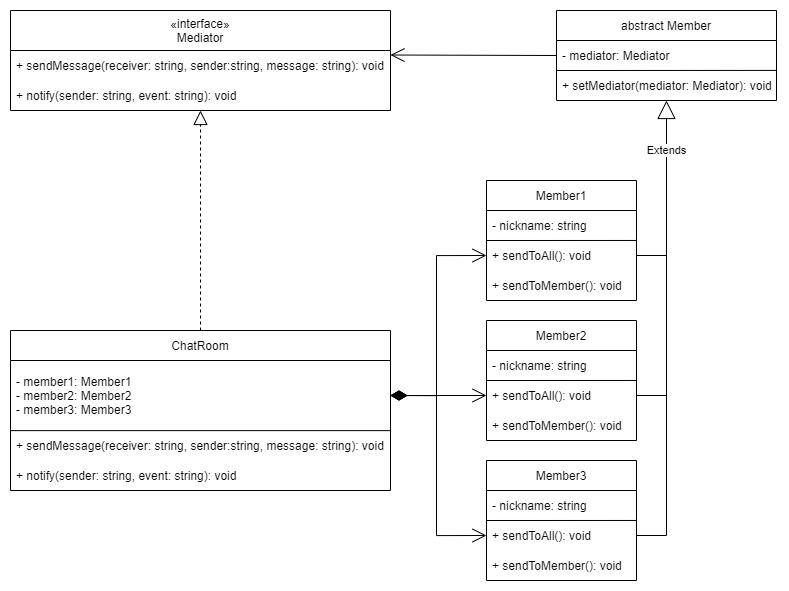 «interface»
Mediator
+ sendMessage(receiver: string, sender:string, message: string): void
+ notify(sender: string, event: string): void
abstract Member
- mediator: Mediator
+ setMediator(mediator: Mediator): void
Extends
Member1
- nickname: string
+ sendToAll(): void
+ sendToMember(): void
Member2
- nickname: string
+ sendToAll(): void
+ sendToMember(): void
ChatRoom
- member1: Member1
- member2: Member2
- member3: Member3
+ sendMessage(receiver: string, sender:string, message: string): void
+ notify(sender: string, event: string): void
Member3
- nickname: string
+ sendToAll(): void
+ sendToMember(): void